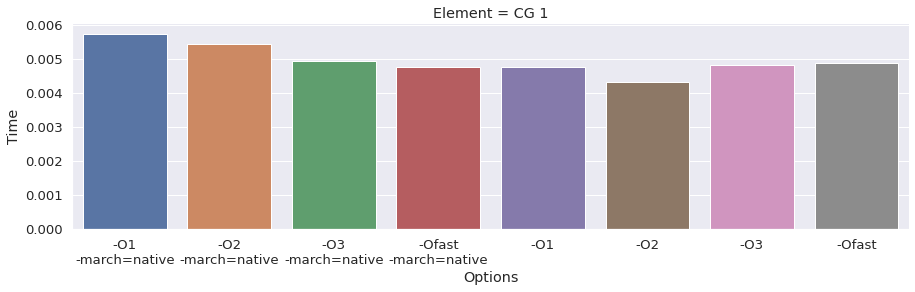 Element = CG 1
0.006
0.005
0.004
0.003
0.002
0.001
0.000
Time
-O1
-march=native
-O2
-march=native
-O3
-march=native
-Ofast
-march=native
-O1
-O2
-O3
-Ofast
Options